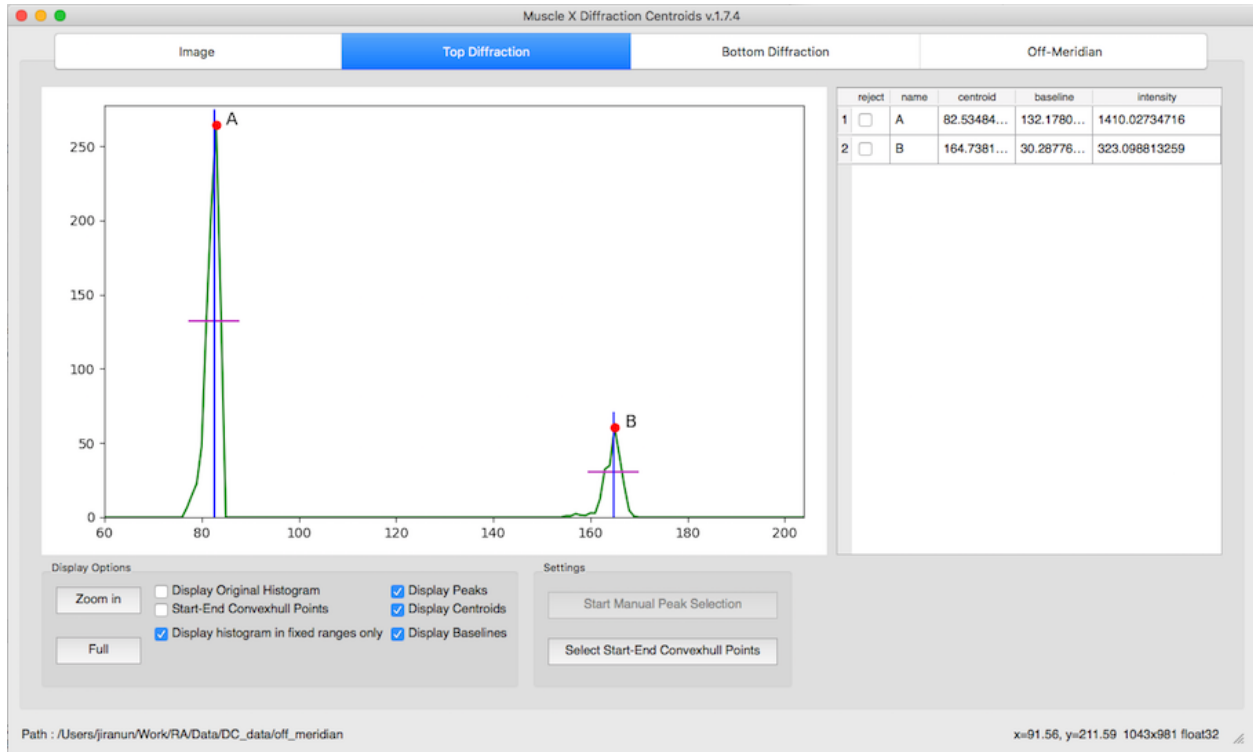 Muscle X Diffraction Centroids v.1.7.4
Image Top Diffraction Bottom Diffraction Off-Meridian
reject name centroid baseline intensity
1 A 82.53484... 132.1780... 1410.02734716
2 B 164.7381... 30.28776... 323.098813259
A
250
200
150
100
B
50
0
60 80 100 120 140 160 180 200
Display Options
Zoom in
Full
Display Original Histogram
Start-End Convexhull Points
Display histogram in fixed ranges only
Display Peaks
Display Centroids
Display Baselines
Settings
Start Manual Peak Selection
Select Start-End Convexhull Points
Path : /Users/jiranun/Work/RA/Data/DC_data/off_meridian
x=91.56, y=211.59 1043x981 float32